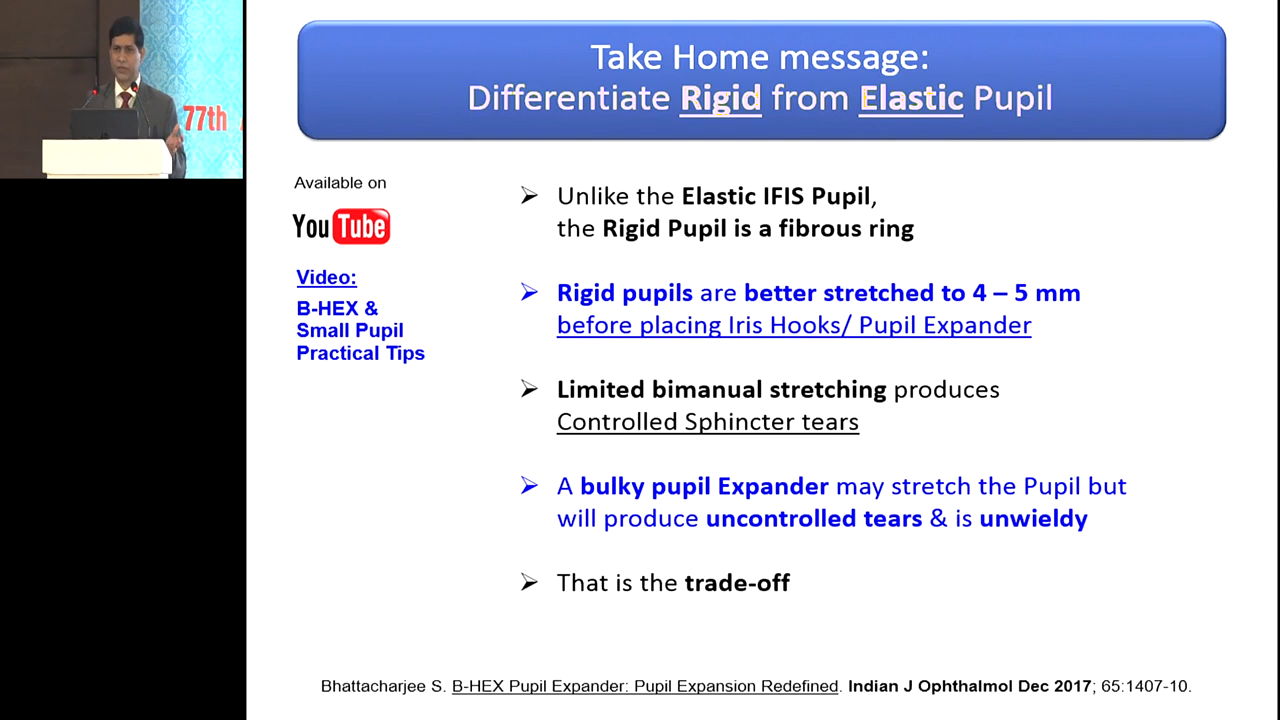 77th
Take Home message:
Differentiate Rigid from Elastic Pupil
Available on
YouTube
Video:
B-HEX &
Small Pupil
Practical Tips
➢ Unlike the Elastic IFIS Pupil,
the Rigid Pupil is a fibrous ring
➢ Rigid pupils are better stretched to 4 – 5 mm
before placing Iris Hooks/ Pupil Expander
➢ Limited bimanual stretching produces
Controlled Sphincter tears
➢ A bulky pupil Expander may stretch the Pupil but
will produce uncontrolled tears & is unwieldy
➢ That is the trade-off
Bhattacharjee S. B-HEX Pupil Expander: Pupil Expansion Redefined. Indian J Ophthalmol Dec 2017; 65:1407-10.